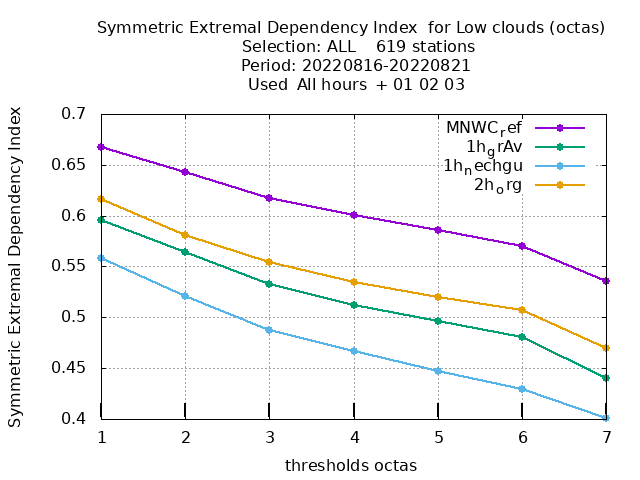 Symmetric Extremal Dependency Index  for Low clouds (octas)
Selection: ALL    619 stations
Period: 20220816-20220821
Used  All hours  + 01 02 03
Symmetric Extremal Dependency Index
0.7
0.65
0.6
0.55
0.5
0.45
0.4
MNWCref
1hgrAv
1hnechgu
2horg
1 2 3 4 5 6 7
thresholds octas